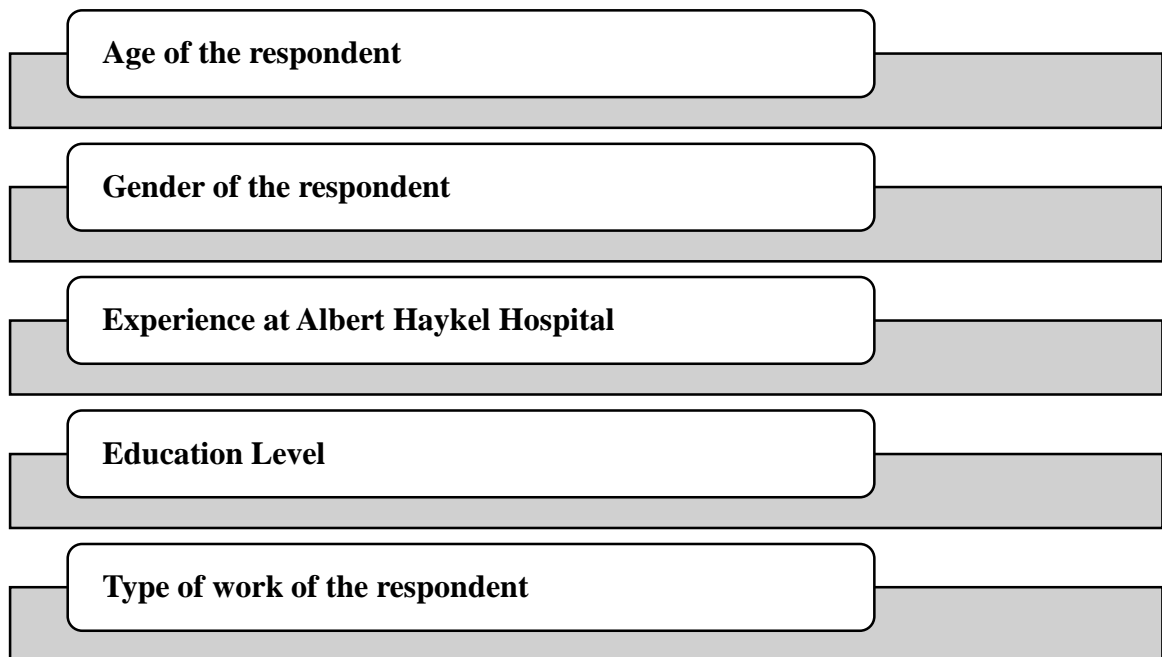 Age of the respondent
Gender of the respondent
Experience at Albert Haykel Hospital
Education Level
Type of work of the respondent